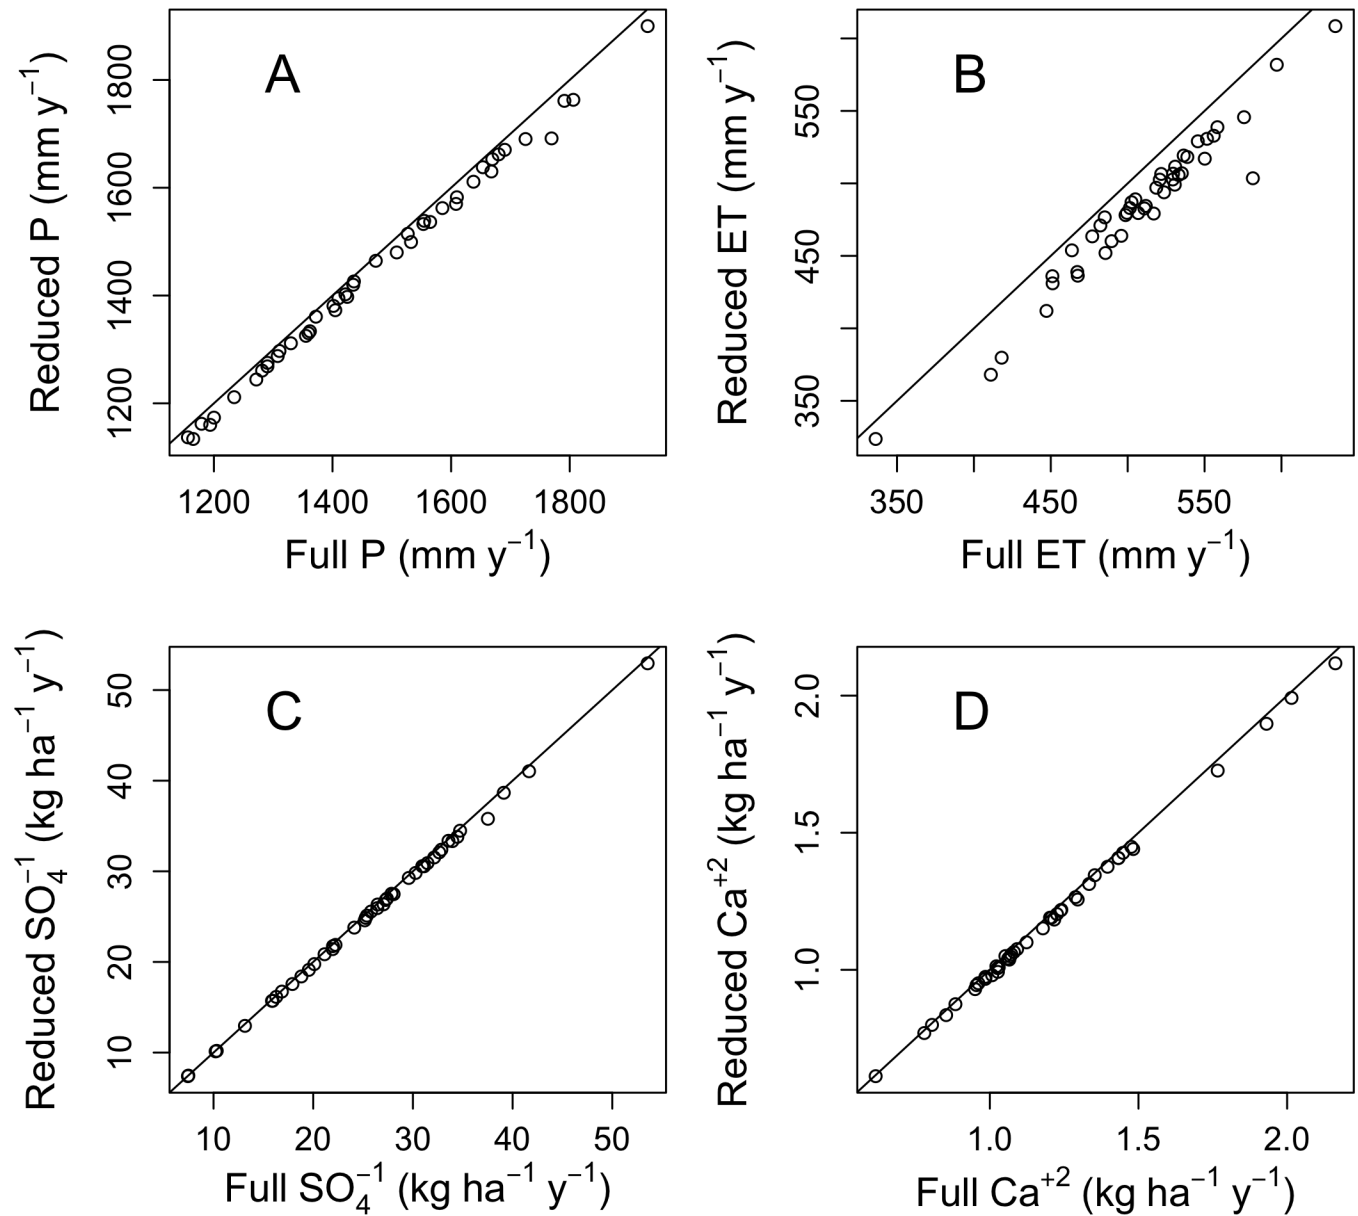 A
Reduced P (mm y⁻¹)
1200 1400 1600 1800
1200 1400 1600 1800
Full P (mm y⁻¹)
B
Reduced ET (mm y⁻¹)
350 450 550
350 450 550
Full ET (mm y⁻¹)
C
Reduced SO₄⁻¹ (kg ha⁻¹ y⁻¹)
10 20 30 40 50
10 20 30 40 50
Full SO₄⁻¹ (kg ha⁻¹ y⁻¹)
D
Reduced Ca⁺² (kg ha⁻¹ y⁻¹)
1.0 1.5 2.0
1.0 1.5 2.0
Full Ca⁺² (kg ha⁻¹ y⁻¹)